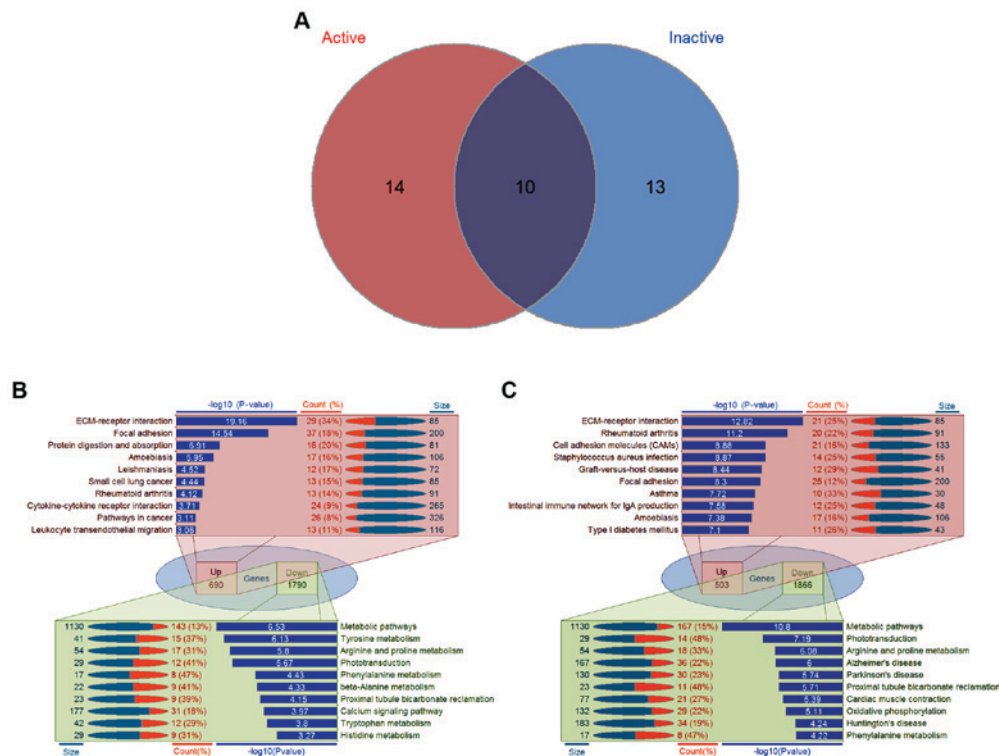 A
Active Inactive
14 10 13
B
-log10 (P-value) Count (%) Size
ECM-receptor interaction 19.16 29 (34%) 85
Focal adhesion 14.54 37 (18%) 200
Protein digestion and absorption 6.91 16 (20%) 81
Amoebiasis 5.95 17 (16%) 106
Leishmaniasis 4.52 12 (17%) 72
Small cell lung cancer 4.44 13 (15%) 85
Rheumatoid arthritis 4.12 13 (14%) 91
Cytokine-cytokine receptor interaction 3.71 24 (9%) 265
Pathways in cancer 3.11 26 (8%) 326
Leukocyte transendothelial migration 3.06 13 (11%) 116
Up Genes Down
690 1790
1130 143 (13%) 6.53 Metabolic pathways
41 15 (37%) 6.13 Tyrosine metabolism
54 17 (31%) 5.8 Arginine and proline metabolism
29 12 (41%) 5.67 Phototransduction
17 8 (47%) 4.43 Phenylalanine metabolism
22 9 (41%) 4.33 beta-Alanine metabolism
23 9 (39%) 4.15 Proximal tubule bicarbonate reclamation
177 31 (18%) 3.97 Calcium signaling pathway
42 12 (29%) 3.8 Tryptophan metabolism
29 9 (31%) 3.27 Histidine metabolism
Size Count(%) -log10(Pvalue)
C
-log10 (P-value) Count (%) Size
ECM-receptor interaction 12.82 21 (25%) 85
Rheumatoid arthritis 11.2 20 (22%) 91
Cell adhesion molecules (CAMs) 8.88 21 (16%) 133
Staphylococcus aureus infection 8.87 14 (25%) 55
Graft-versus-host disease 8.44 12 (29%) 41
Focal adhesion 8.3 25 (12%) 200
Asthma 7.72 10 (33%) 30
Intestinal immune network for IgA production 7.58 12 (25%) 48
Amoebiasis 7.38 17 (16%) 106
Type I diabetes mellitus 7.1 11 (26%) 43
Up Genes Down
503 1866
1130 167 (15%) 10.8 Metabolic pathways
29 14 (48%) 7.19 Phototransduction
54 18 (33%) 6.08 Arginine and proline metabolism
167 36 (22%) 6 Alzheimer's disease
130 30 (23%) 5.74 Parkinson's disease
23 11 (48%) 5.71 Proximal tubule bicarbonate reclamation
77 21 (27%) 5.39 Cardiac muscle contraction
132 29 (22%) 5.11 Oxidative phosphorylation
183 34 (19%) 4.24 Huntington's disease
17 8 (47%) 4.22 Phenylalanine metabolism
Size Count(%) -log10(Pvalue)